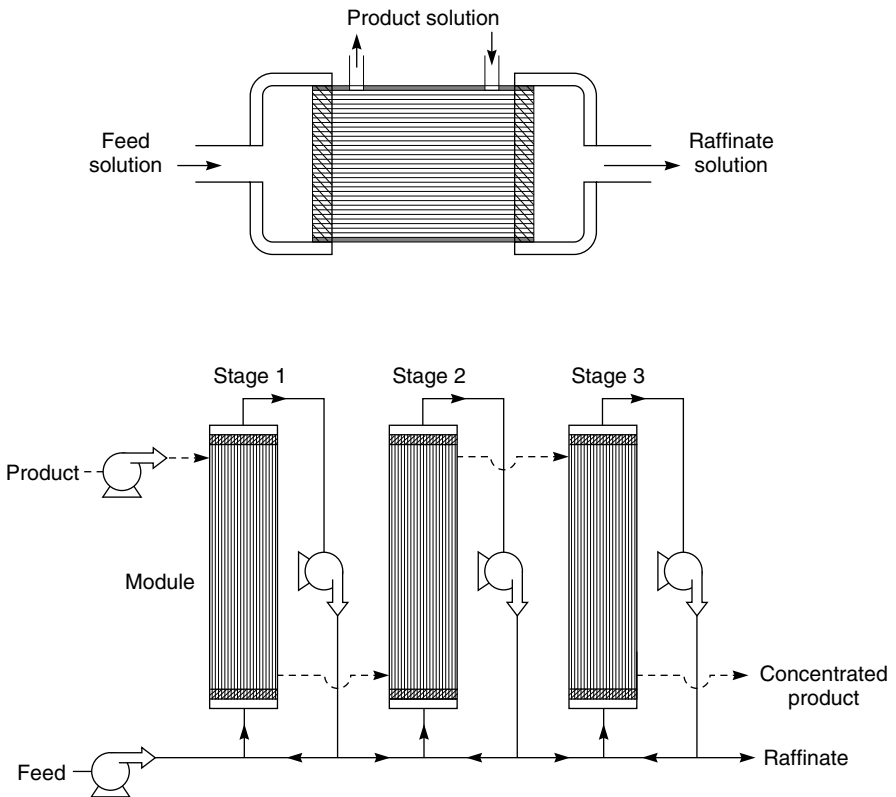 Product solution
Feed
solution
Raffinate
solution
Stage 1
Stage 2
Stage 3
Product
Module
Concentrated
product
Feed
Raffinate